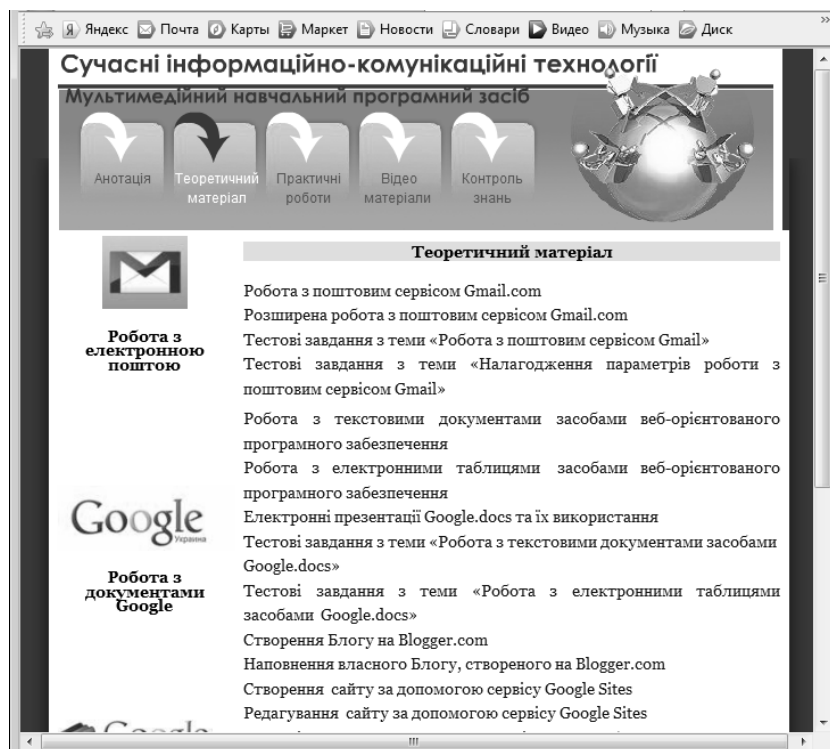 Яндекс Почта Карты Маркет Новости Словари Видео Музыка Диск
Сучасні інформаційно-комунікаційні технології
Мультимедійний навчальний програмний засіб
Анотація
Теоретичний
матеріал
Практичні
роботи
Відео
матеріали
Контроль
знань
Теоретичний матеріал
Робота з
електронною
поштою
Робота з поштовим сервісом Gmail.com
Розширена робота з поштовим сервісом Gmail.com
Тестові завдання з теми «Робота з поштовим сервісом Gmail»
Тестові завдання з теми «Налагодження параметрів роботи з
поштовим сервісом Gmail»
Google
Украина
Робота з
документами
Google
Робота з текстовими документами засобами веб-орієнтованого
програмного забезпечення
Робота з електронними таблицями засобами веб-орієнтованого
програмного забезпечення
Електронні презентації Google.docs та їх використання
Тестові завдання з теми «Робота з текстовими документами засобами
Google.docs»
Тестові завдання з теми «Робота з електронними таблицями
засобами Google.docs»
Створення Блогу на Blogger.com
Наповнення власного Блогу, створеного на Blogger.com
Створення сайту за допомогою сервісу Google Sites
Редагування сайту за допомогою сервісу Google Sites